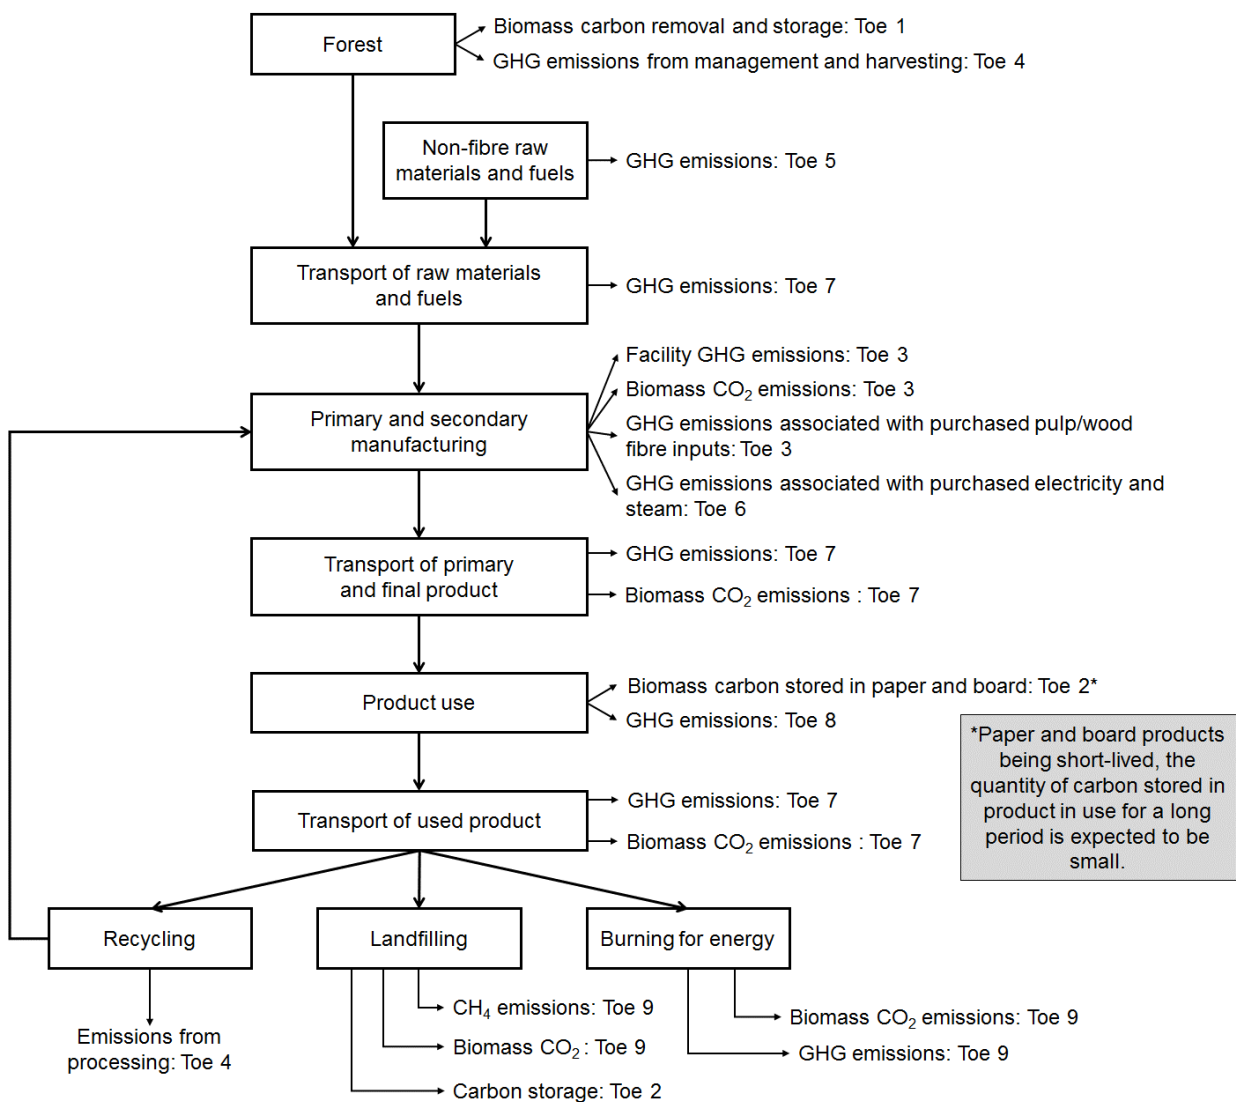 Forest
Biomass carbon removal and storage: Toe 1
GHG emissions from management and harvesting: Toe 4
Non-fibre raw
materials and fuels
GHG emissions: Toe 5
Transport of raw materials
and fuels
GHG emissions: Toe 7
Primary and secondary
manufacturing
Facility GHG emissions: Toe 3
Biomass CO₂ emissions: Toe 3
GHG emissions associated with purchased pulp/wood
fibre inputs: Toe 3
GHG emissions associated with purchased electricity and
steam: Toe 6
Transport of primary
and final product
GHG emissions: Toe 7
Biomass CO₂ emissions : Toe 7
Product use
Biomass carbon stored in paper and board: Toe 2*
GHG emissions: Toe 8
*Paper and board products
being short-lived, the
quantity of carbon stored in
product in use for a long
period is expected to be
small.
Transport of used product
GHG emissions: Toe 7
Biomass CO₂ emissions : Toe 7
Recycling
Landfilling
Burning for energy
Emissions from
processing: Toe 4
CH₄ emissions: Toe 9
Biomass CO₂ : Toe 9
Carbon storage: Toe 2
Biomass CO₂ emissions: Toe 9
GHG emissions: Toe 9